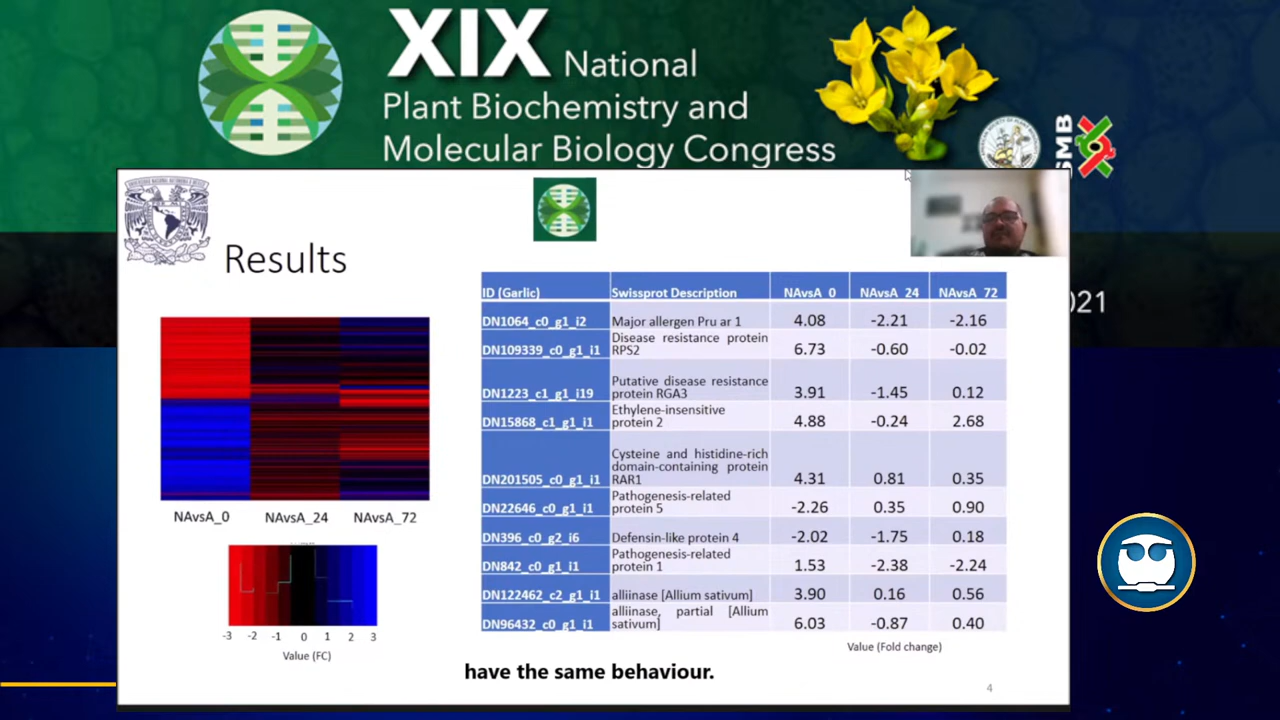 XIX National
Plant Biochemistry and
Molecular Biology Congress
SMB
021
Results
ID (Garlic) Swissprot Description NAvsA_0 NAvsA_24 NAvsA_72
DN1064_c0_g1_i2 Major allergen Pru ar 1 4.08 -2.21 -2.16
Disease resistance protein
DN109339_c0_g1_i1 RPS2 6.73 -0.60 -0.02
Putative disease resistance
DN1223_c1_g1_i19 protein RGA3 3.91 -1.45 0.12
Ethylene-insensitive
DN15868_c1_g1_i1 protein 2 4.88 -0.24 2.68
Cysteine and histidine-rich
domain-containing protein
DN201505_c0_g1_i1 RAR1 4.31 0.81 0.35
Pathogenesis-related
DN22646_c0_g1_i1 protein 5 -2.26 0.35 0.90
DN396_c0_g2_i6 Defensin-like protein 4 -2.02 -1.75 0.18
Pathogenesis-related
DN842_c0_g1_i1 protein 1 1.53 -2.38 -2.24
DN122462_c2_g1_i1 alliinase [Allium sativum] 3.90 0.16 0.56
alliinase, partial [Allium
DN96432_c0_g1_i1 sativum] 6.03 -0.87 0.40
NAvsA_0 NAvsA_24 NAvsA_72
-3 -2 -1 0 1 2 3
Value (FC)
Value (Fold change)
have the same behaviour.
4